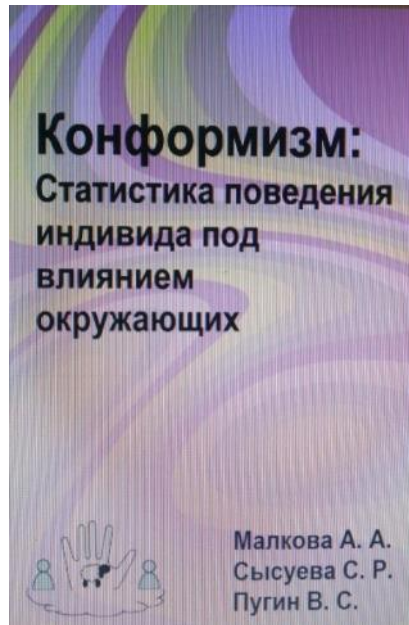 Конформизм:
Статистика поведения
индивида под
влиянием
окружающих
Малкова А. А.
Сысуева С. Р.
Пугин В. С.